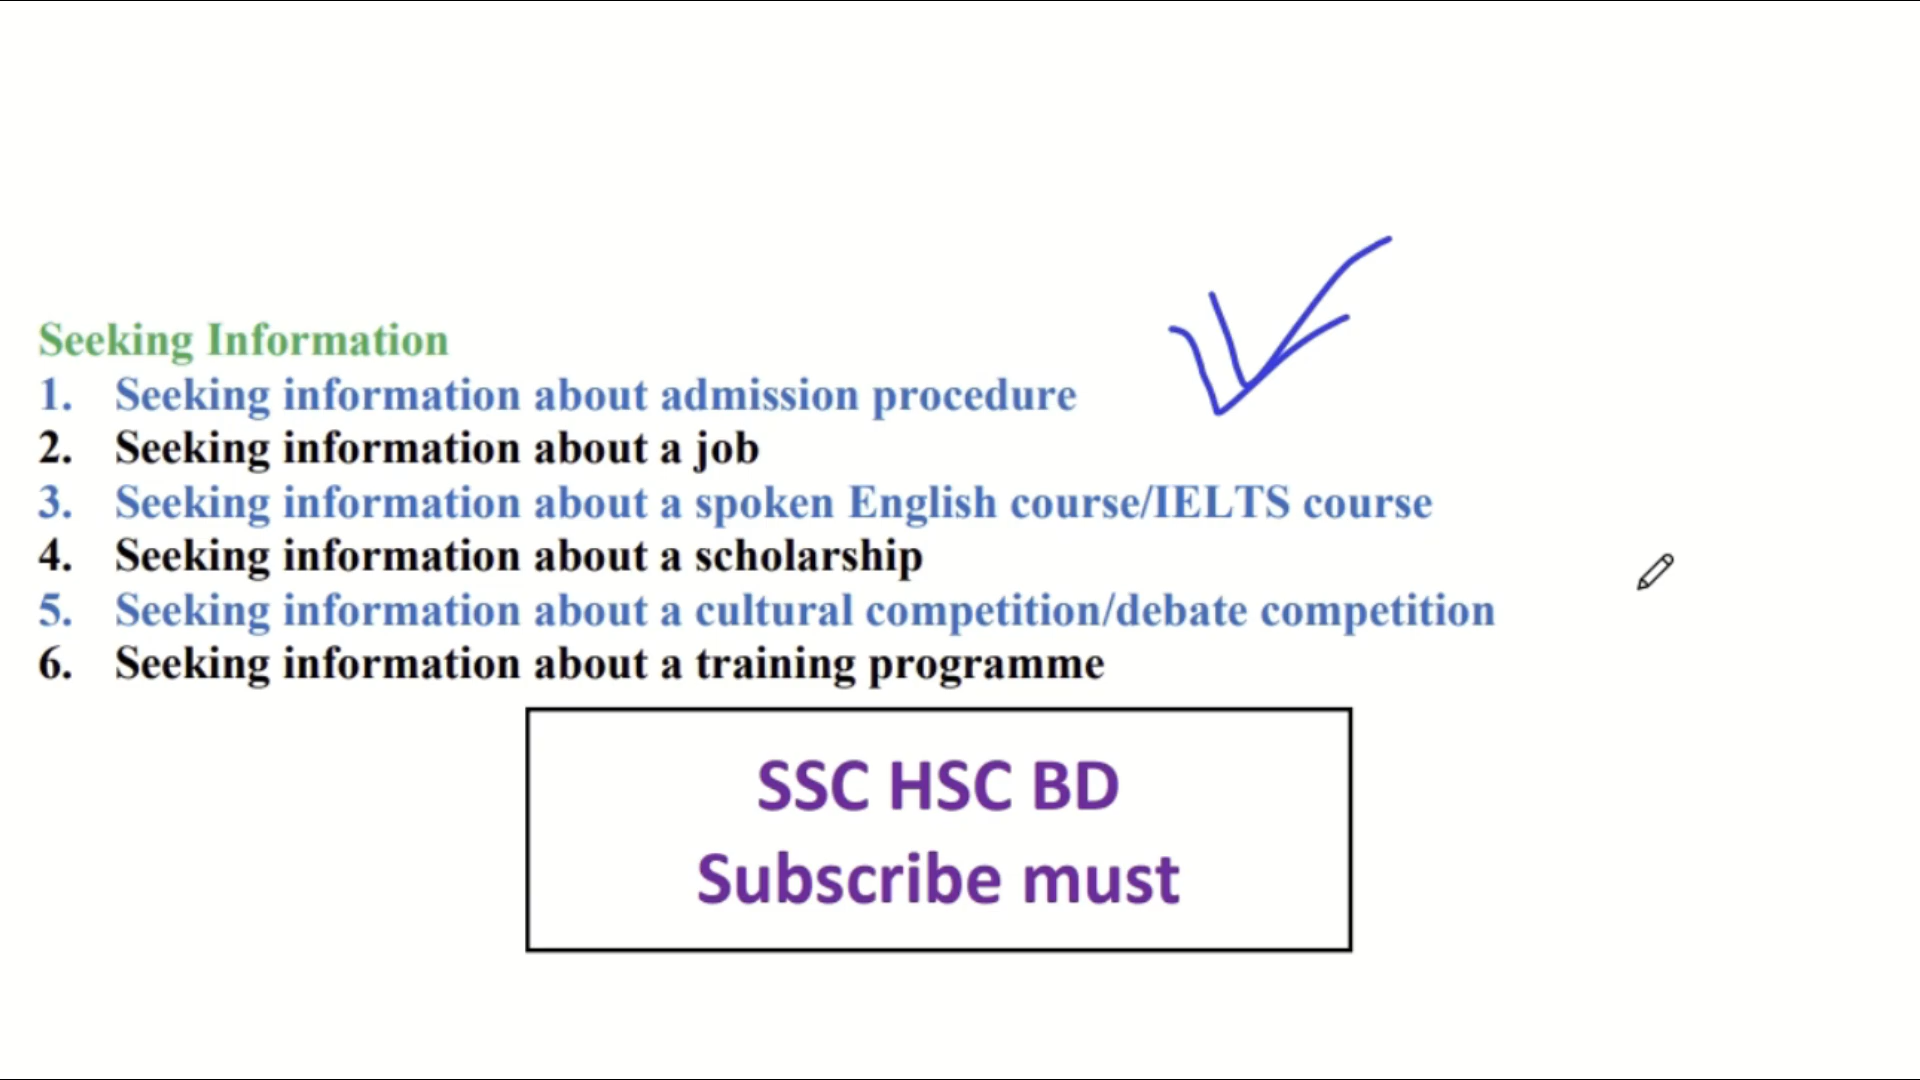 Seeking Information
1. Seeking information about admission procedure
2. Seeking information about a job
3. Seeking information about a spoken English course/IELTS course
4. Seeking information about a scholarship
5. Seeking information about a cultural competition/debate competition
6. Seeking information about a training programme
SSC HSC BD
Subscribe must